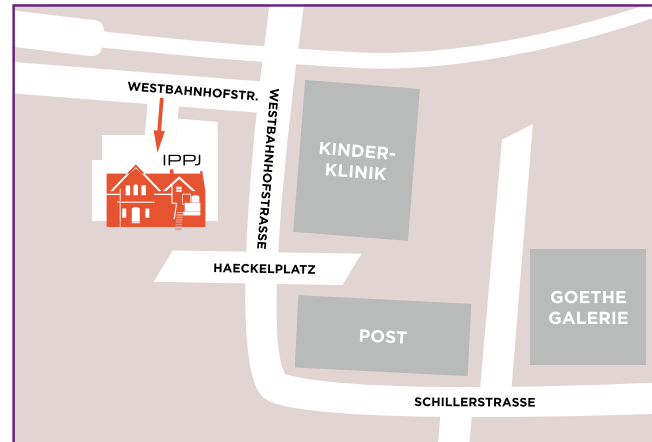 WESTBAHNHOFSTR.
WESTBAHNHOFSTRASSE
IPPJ
KINDER-
KLINIK
HAECKELPLATZ
GOETHE
GALERIE
POST
SCHILLERSTRASSE